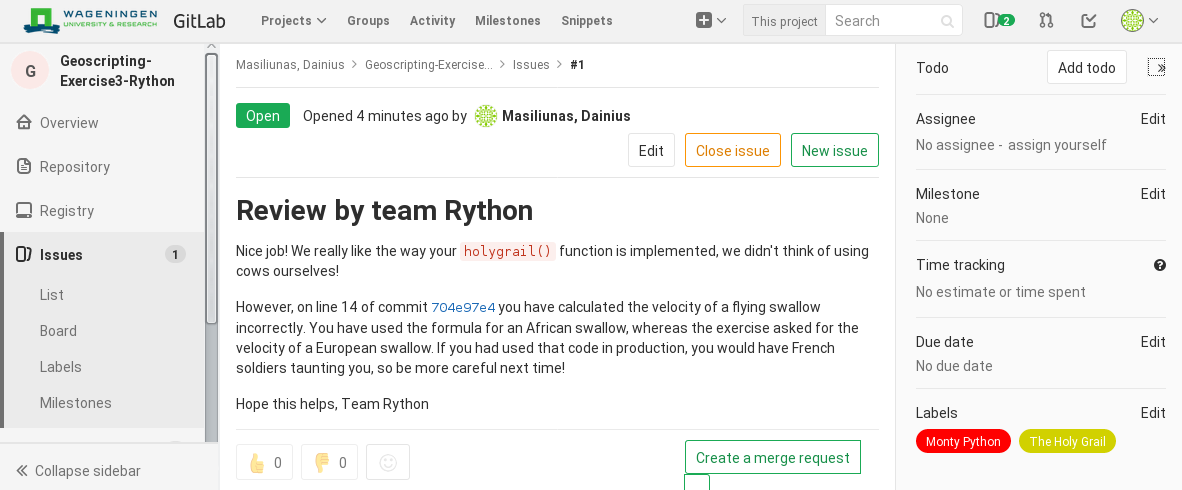 WAGENINGEN
UNIVERSITY & RESEARCH
GitLab
Projects
Groups
Activity
Milestones
Snippets
This project
Search
2
G
Geoscripting-
Exercise3-Rython
Overview
Repository
Registry
Issues 1
List
Board
Labels
Milestones
Collapse sidebar
Masiliunas, Dainius > Geoscripting-Exercise... > Issues > #1
Open Opened 4 minutes ago by Masiliunas, Dainius
Edit Close issue New issue
Review by team Rython
Nice job! We really like the way your holygrail() function is implemented, we didn't think of using
cows ourselves!
However, on line 14 of commit 704e97e4 you have calculated the velocity of a flying swallow
incorrectly. You have used the formula for an African swallow, whereas the exercise asked for the
velocity of a European swallow. If you had used that code in production, you would have French
soldiers taunting you, so be more careful next time!
Hope this helps, Team Rython
0 0
Create a merge request
Todo Add todo »
Assignee Edit
No assignee - assign yourself
Milestone Edit
None
Time tracking ?
No estimate or time spent
Due date Edit
No due date
Labels Edit
Monty Python The Holy Grail